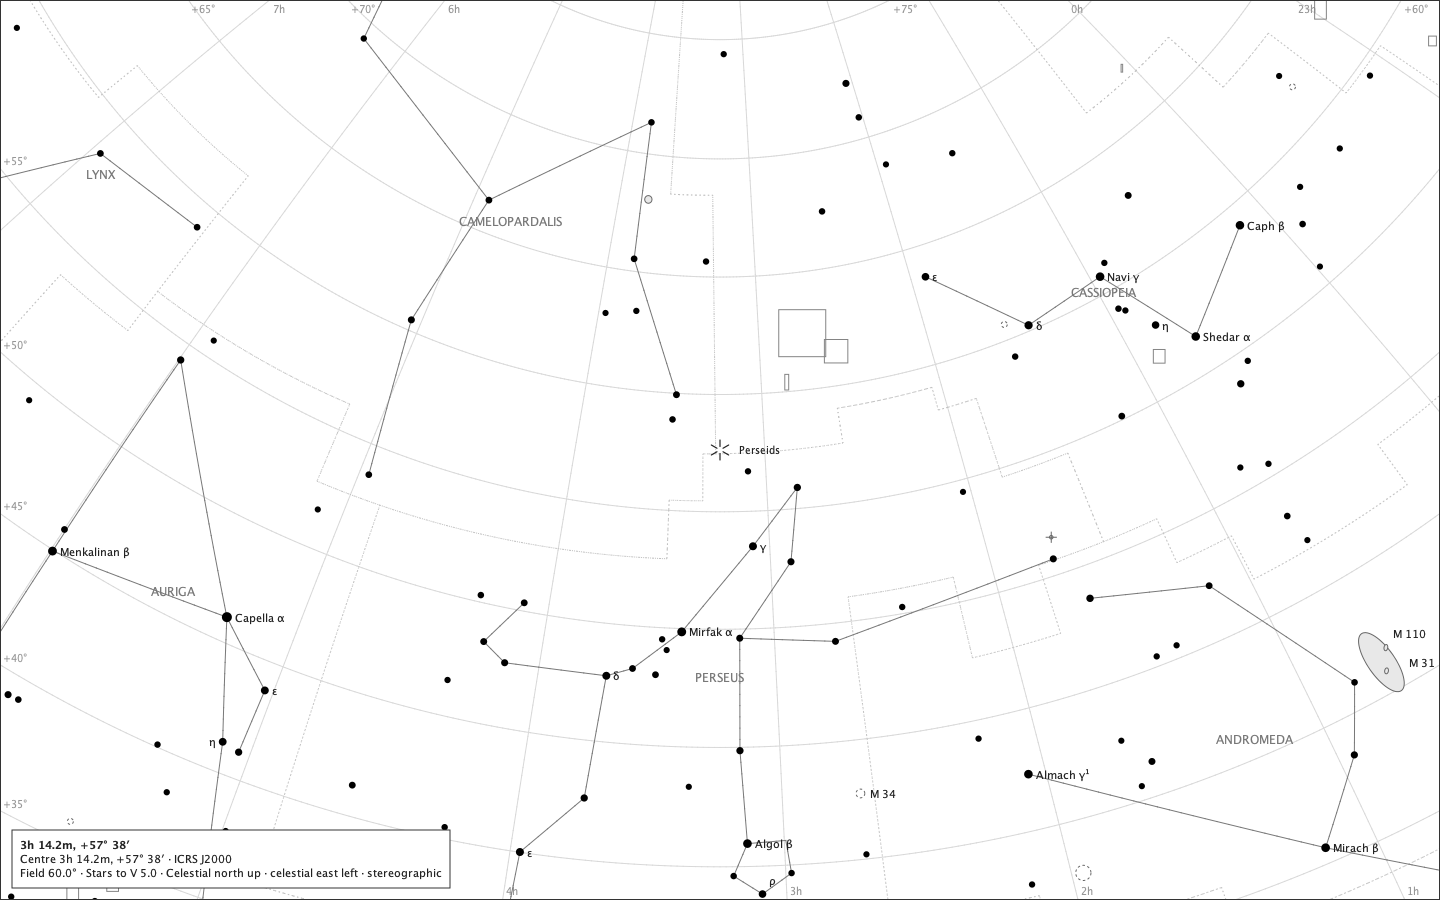 +65°
7h
+70°
6h
+75°
0h
23h
+60°
+55°
LYNX
CAMELOPARDALIS
Caph β
ε
Navi γ
CASSIOPEIA
δ
η
Shedar α
+50°
Perseids
+45°
Menkalinan β
γ
AURIGA
Capella α
Mirfak α
M 110
+40°
M 31
δ
PERSEUS
ε
η
ANDROMEDA
Almach γ¹
M 34
+35°
Algol β
Mirach β
ε
ρ
3h 14.2m, +57° 38′
Centre 3h 14.2m, +57° 38′ · ICRS J2000
Field 60.0° · Stars to V 5.0 · Celestial north up · celestial east left · stereographic
4h
3h
2h
1h